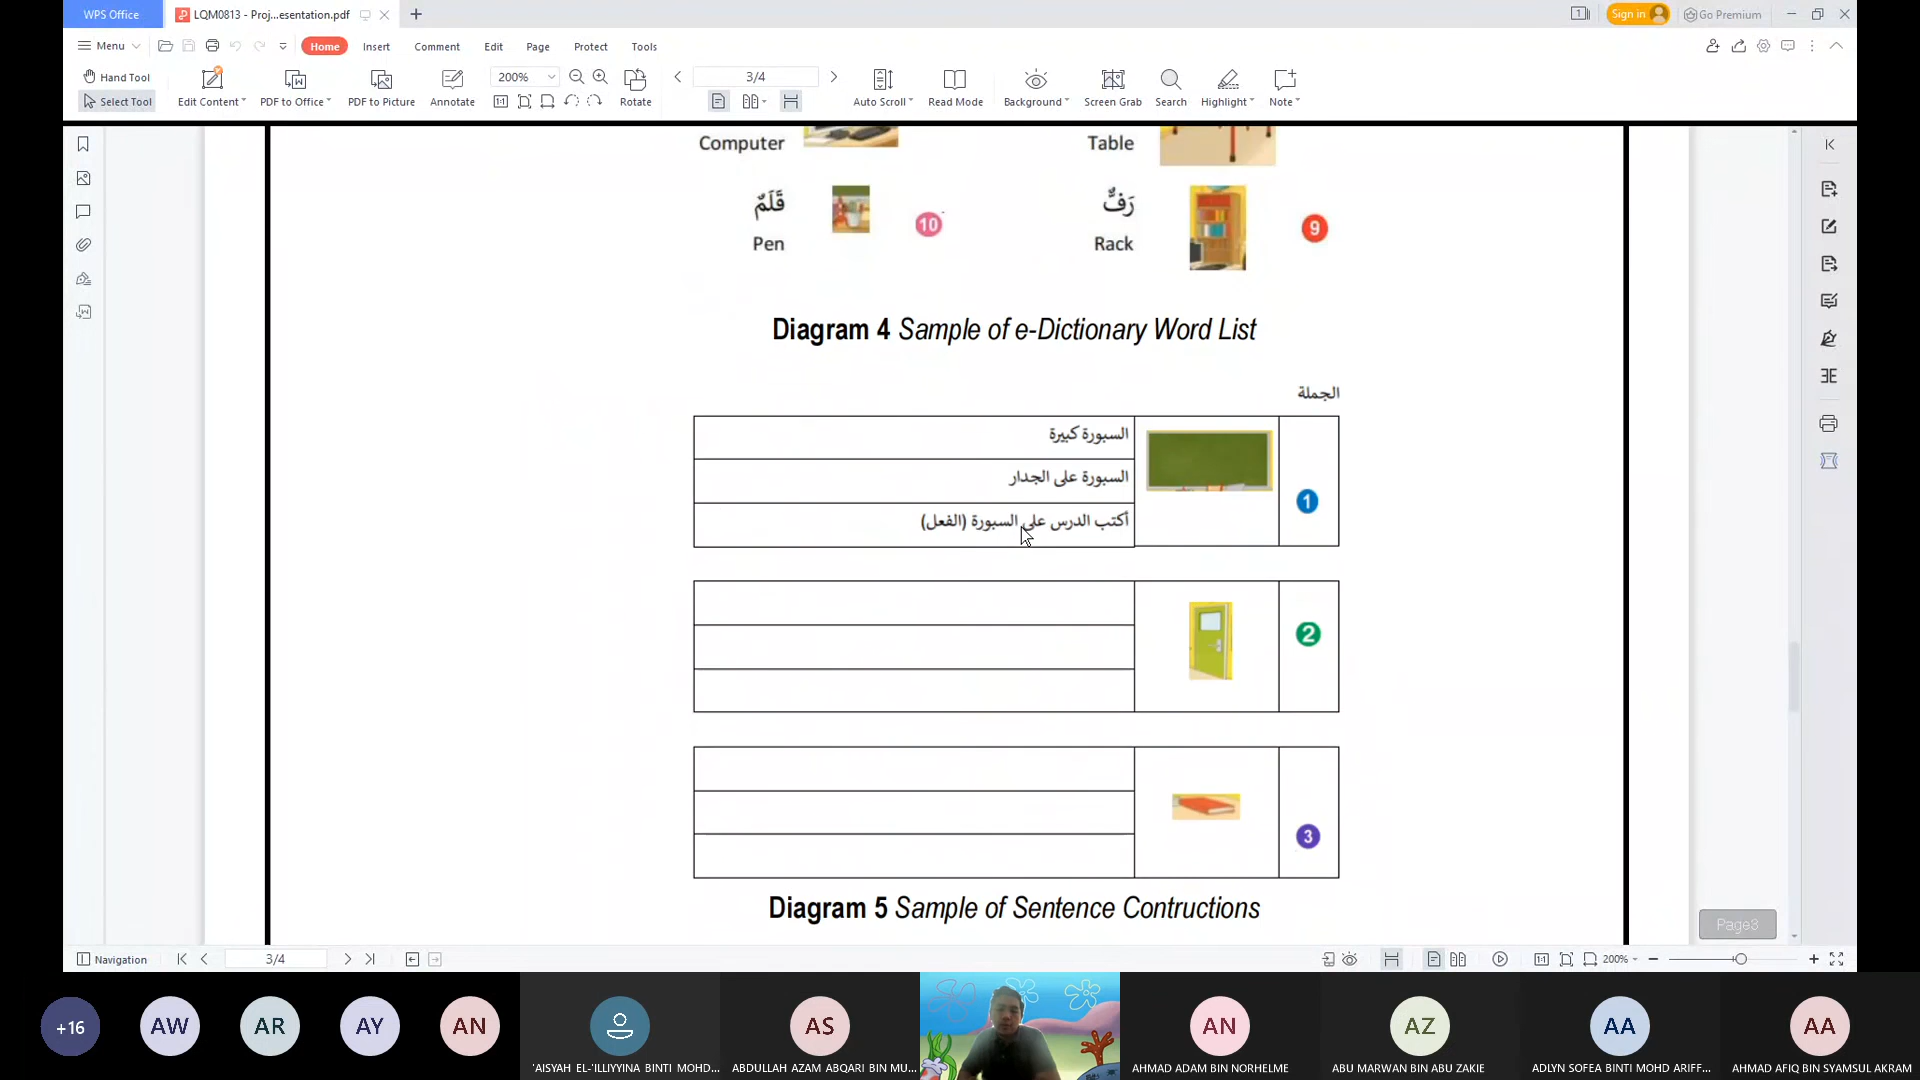 WPS Office
LQM0813 - Proj...esentation.pdf
1
Sign in
Go Premium
Menu
Home
Insert
Comment
Edit
Page
Protect
Tools
Hand Tool
Select Tool
Edit Content
PDF to Office
PDF to Picture
Annotate
200%
Rotate
3/4
Auto Scroll
Read Mode
Background
Screen Grab
Search
Highlight
Note
Computer
Table
قَلَمٌ
10
رَفٌّ
9
Pen
Rack
Diagram 4 Sample of e-Dictionary Word List
الجملة
السبورة كبيرة
السبورة على الجدار
أكتب الدرس على السبورة (الفعل)
1
2
3
Diagram 5 Sample of Sentence Contructions
Page3
Navigation
3/4
200%
+16
AW
AR
AY
AN
'AISYAH EL-'ILLIYYINA BINTI MOHD...
AS
ABDULLAH AZAM ABQARI BIN MU...
AN
AHMAD ADAM BIN NORHELME
AZ
ABU MARWAN BIN ABU ZAKIE
AA
ADLYN SOFEA BINTI MOHD ARIFF...
AA
AHMAD AFIQ BIN SYAMSUL AKRAM